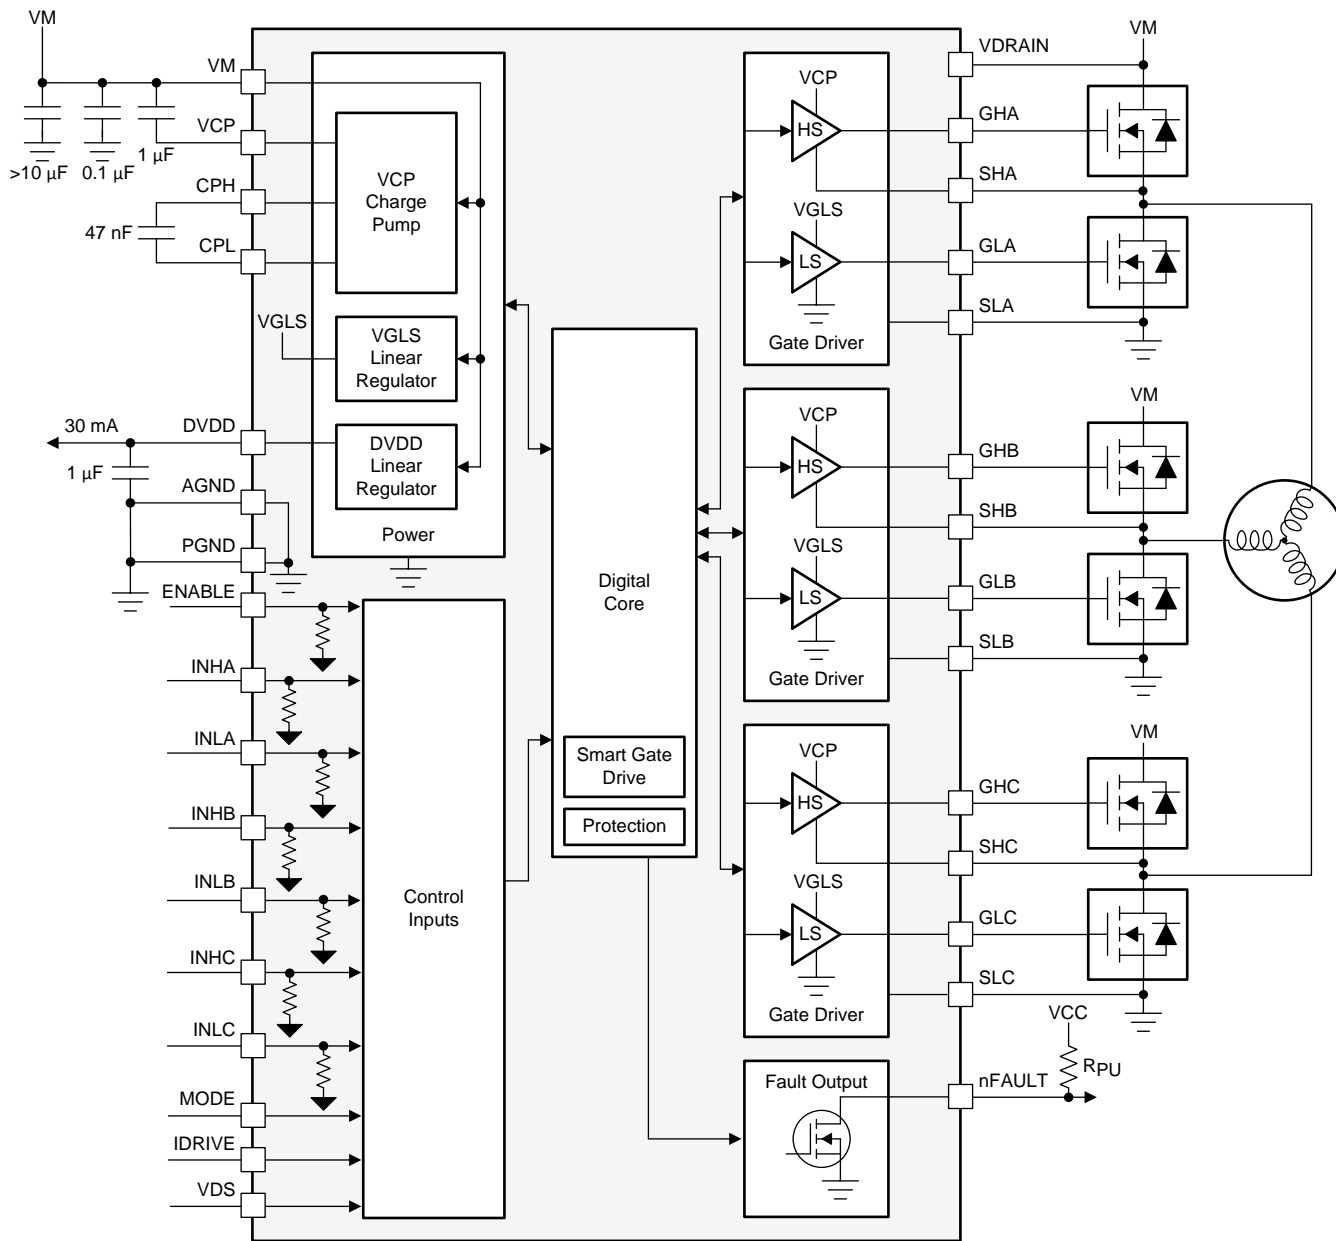 VM
VM
>10 µF
0.1 µF
1 µF
VCP
CPH
47 nF
CPL
VCP
Charge
Pump
VGLS
VGLS
Linear
Regulator
30 mA
DVDD
1 µF
DVDD
Linear
Regulator
AGND
PGND
Power
ENABLE
INHA
INLA
INHB
INLB
INHC
INLC
MODE
IDRIVE
VDS
Control
Inputs
Digital
Core
Smart Gate
Drive
Protection
VCP
HS
VGLS
LS
Gate Driver
VCP
HS
VGLS
LS
Gate Driver
VCP
HS
VGLS
LS
Gate Driver
Fault Output
VDRAIN
VM
GHA
SHA
GLA
SLA
VM
GHB
SHB
GLB
SLB
VM
GHC
SHC
GLC
SLC
VCC
RPU
nFAULT